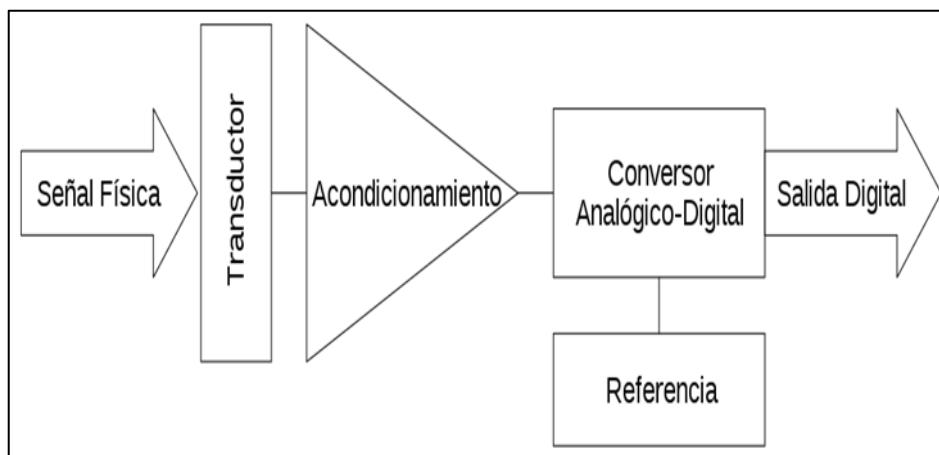 Señal Física
Transductor
Acondicionamiento
Conversor
Analógico-Digital
Salida Digital
Referencia